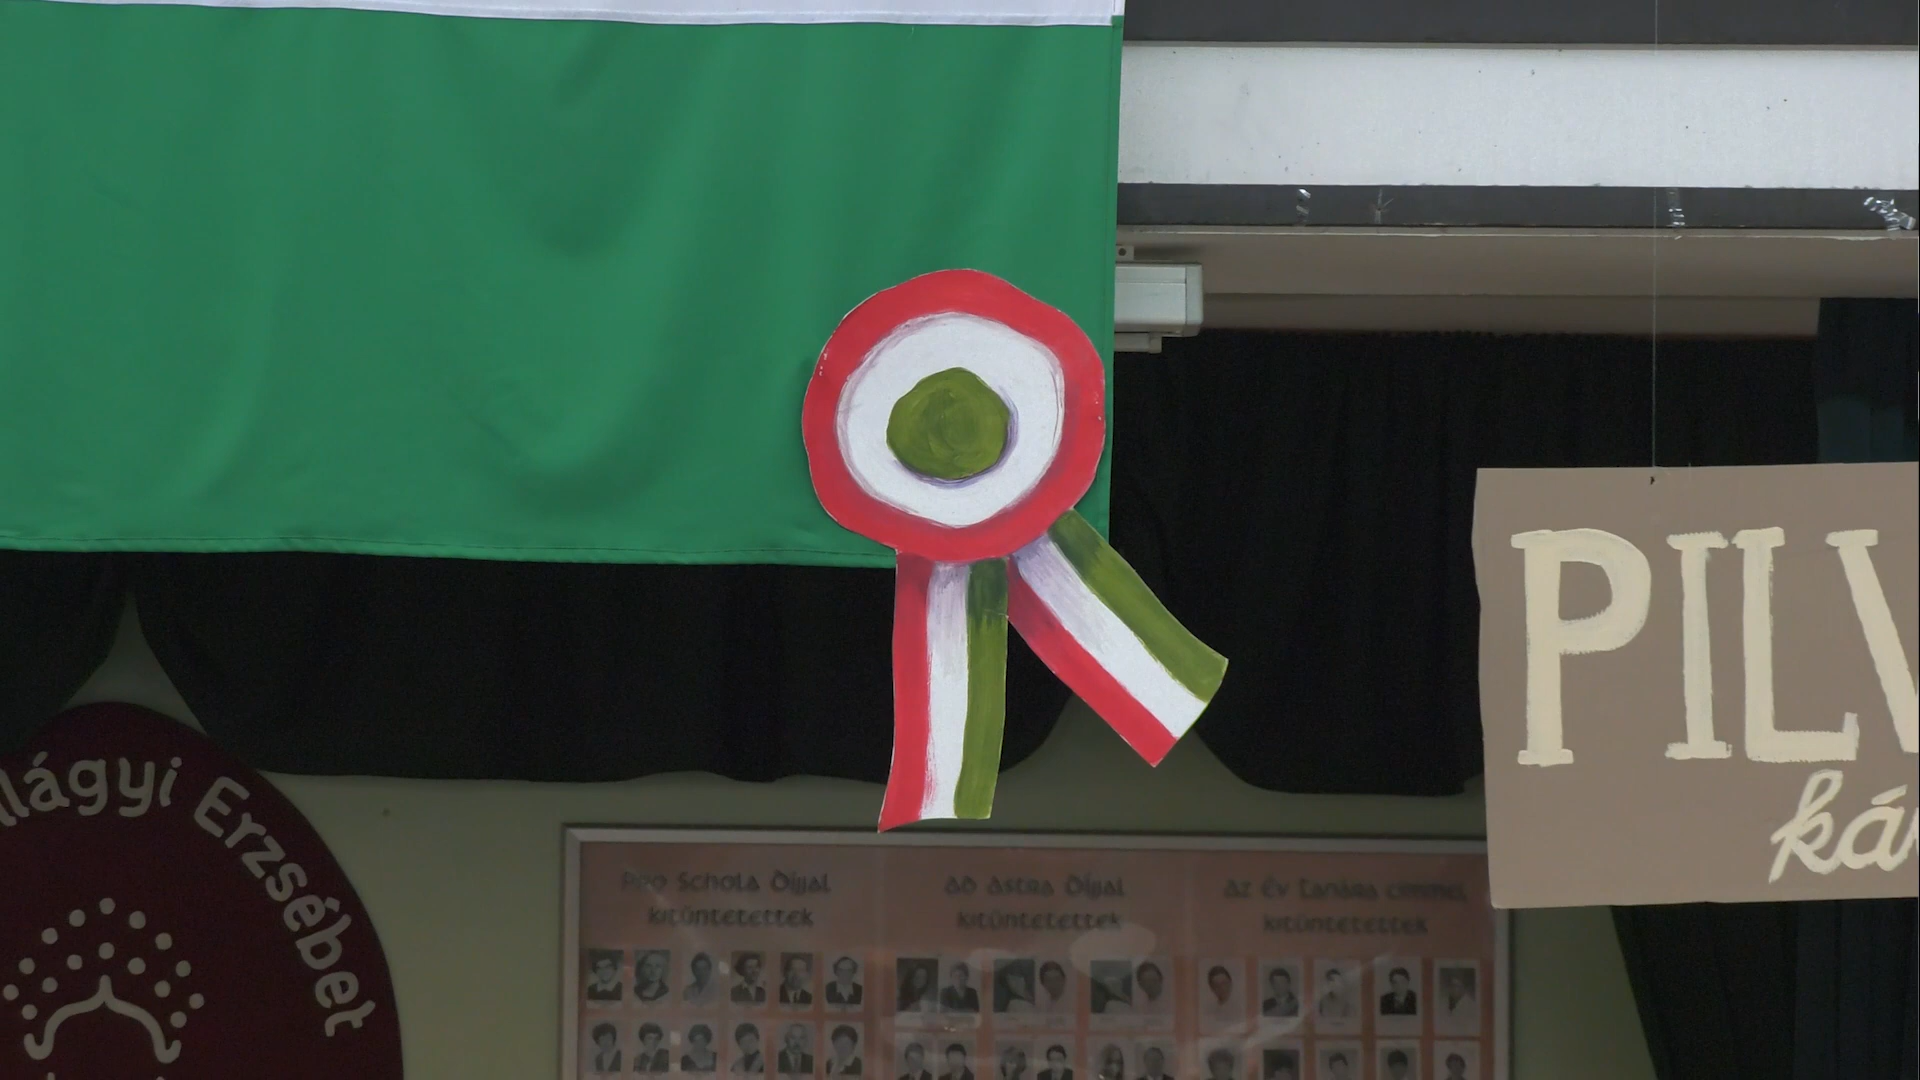 PILV
ká
lágyi Erzsébet
Pro Schola Díjjal
kitüntetettek
Ad Astra Díjjal
kitüntetettek
Az Év tanára címmel
kitüntetettek